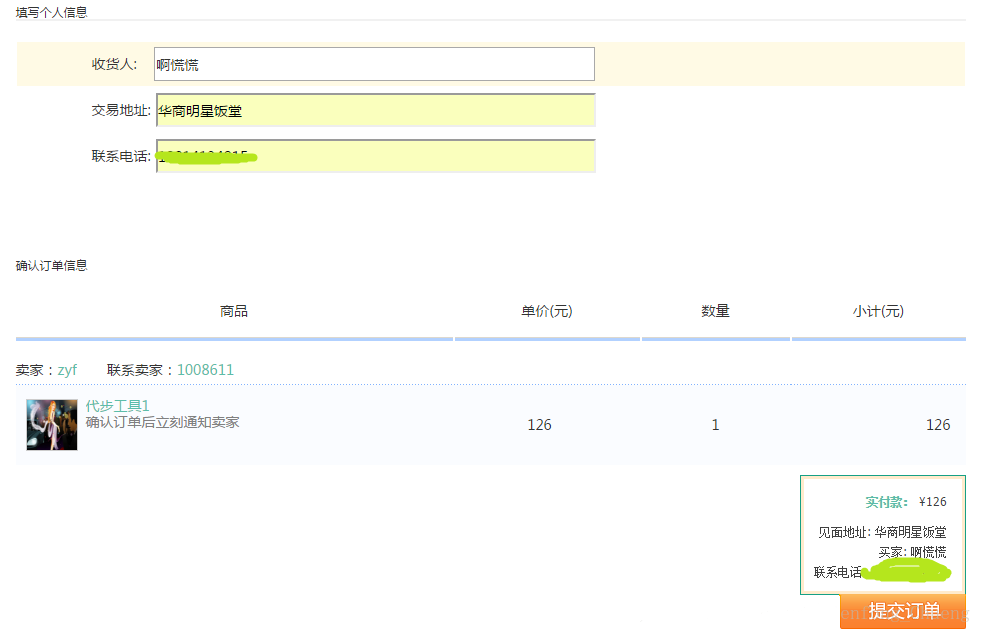 填写个人信息
收货人: 啊慌慌
交易地址: 华商明星饭堂
联系电话:
确认订单信息
商品 单价(元) 数量 小计(元)
卖家：zyf 联系卖家：1008611
代步工具1
确认订单后立刻通知卖家
126 1 126
实付款： ¥126
见面地址: 华商明星饭堂
买家: 啊慌慌
联系电话
提交订单